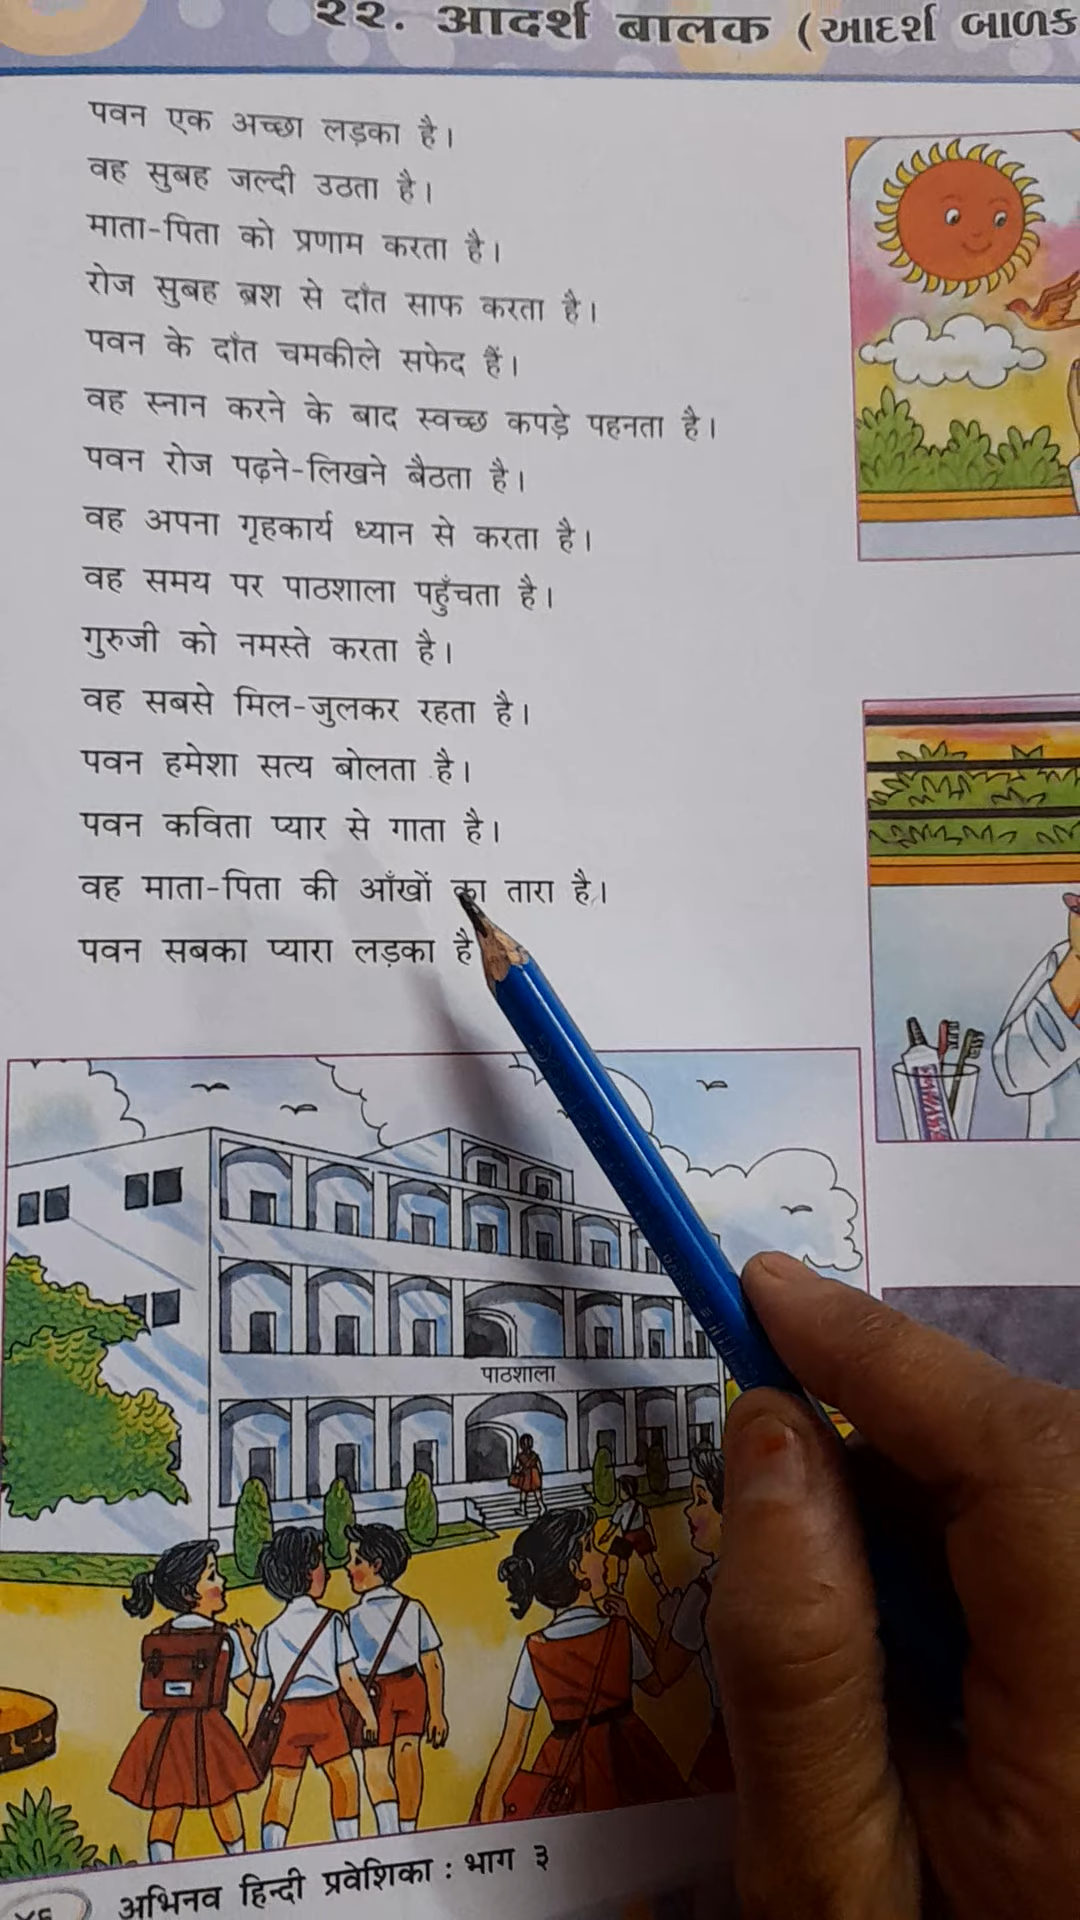 २२. आदर्श बालक (આદર્શ બાળક
पवन एक अच्छा लड़का है।
वह सुबह जल्दी उठता है।
माता-पिता को प्रणाम करता है।
रोज सुबह ब्रश से दाँत साफ करता है।
पवन के दाँत चमकीले सफेद हैं।
वह स्नान करने के बाद स्वच्छ कपड़े पहनता है।
पवन रोज पढ़ने-लिखने बैठता है।
वह अपना गृहकार्य ध्यान से करता है।
वह समय पर पाठशाला पहुँचता है।
गुरुजी को नमस्ते करता है।
वह सबसे मिल-जुलकर रहता है।
पवन हमेशा सत्य बोलता है।
पवन कविता प्यार से गाता है।
वह माता-पिता की आँखों का तारा है।
पवन सबका प्यारा लड़का है
पाठशाला
अभिनव हिन्दी प्रवेशिका : भाग ३